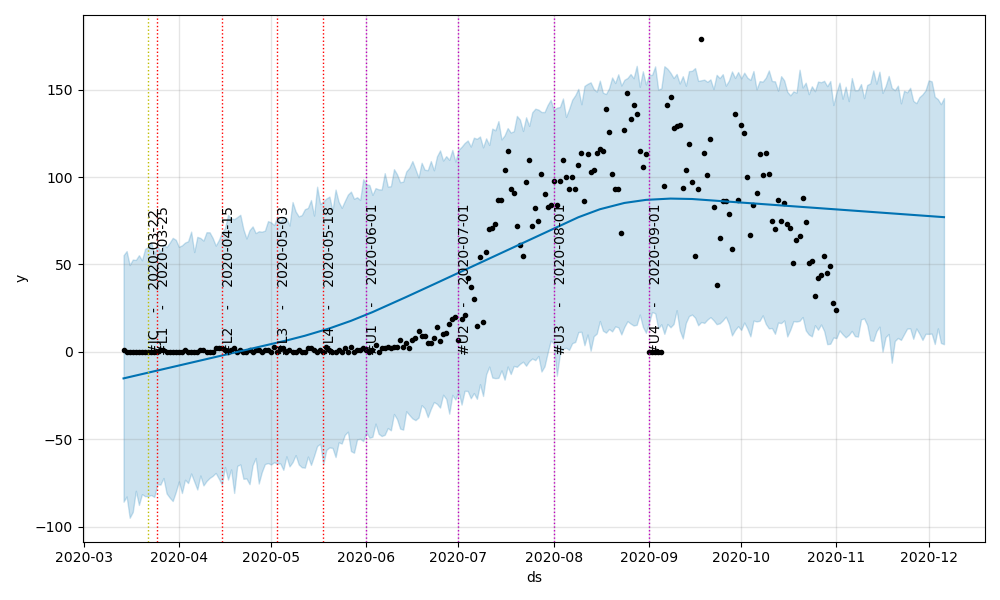 y
150
100
50
0
−50
−100
#JC - 2020-03-22
#L1 - 2020-03-25
#L2 - 2020-04-15
#L3 - 2020-05-03
#L4 - 2020-05-18
#U1 - 2020-06-01
#U2 - 2020-07-01
#U3 - 2020-08-01
#U4 - 2020-09-01
2020-03
2020-04
2020-05
2020-06
2020-07
2020-08
2020-09
2020-10
2020-11
2020-12
ds